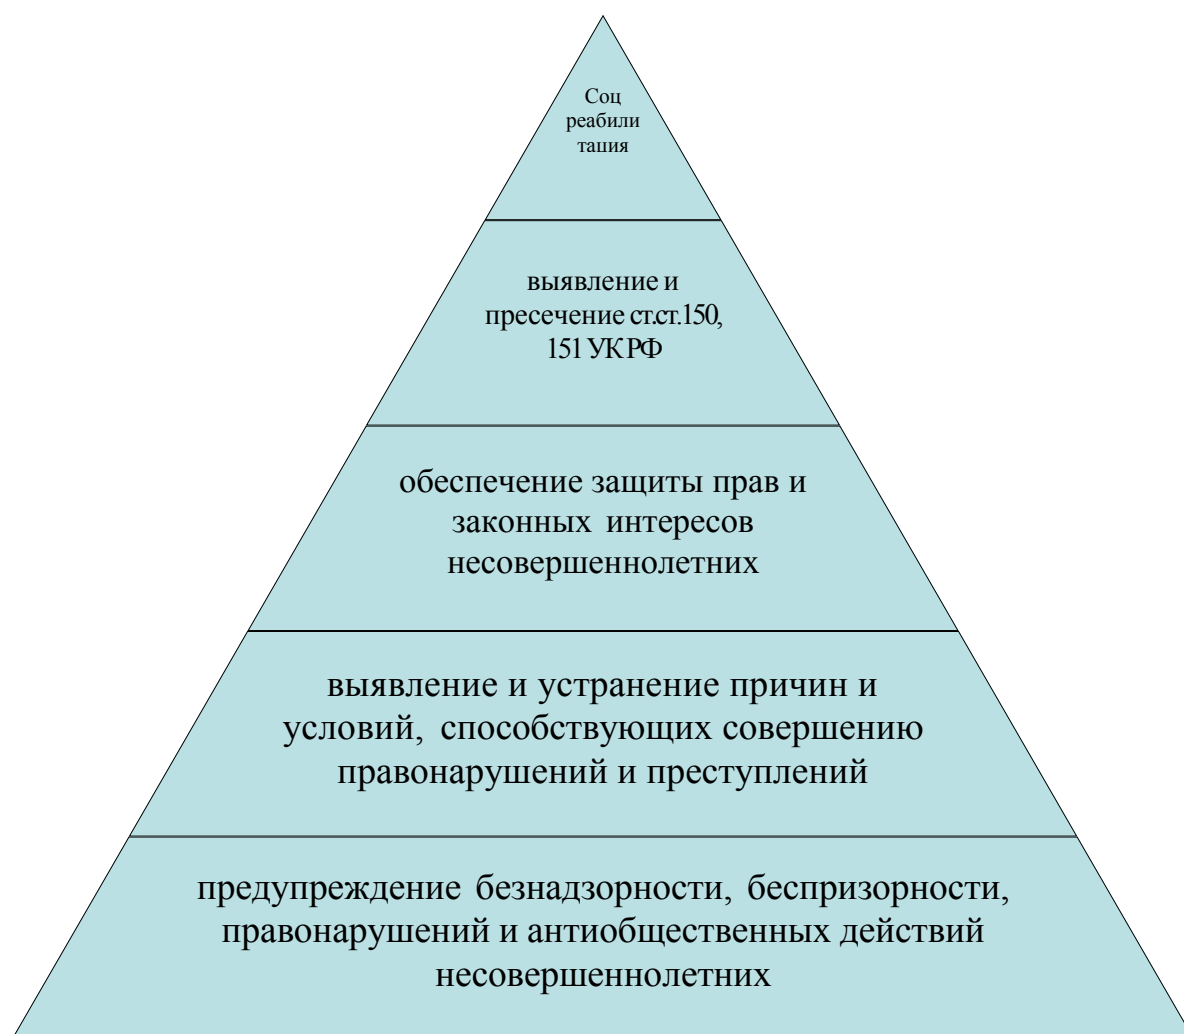 Соц
реабили
тация
выявление и
пресечение ст.ст.150,
151 УК РФ
обеспечение защиты прав и
законных интересов
несовершеннолетних
выявление и устранение причин и
условий, способствующих совершению
правонарушений и преступлений
предупреждение безнадзорности, беспризорности,
правонарушений и антиобщественных действий
несовершеннолетних